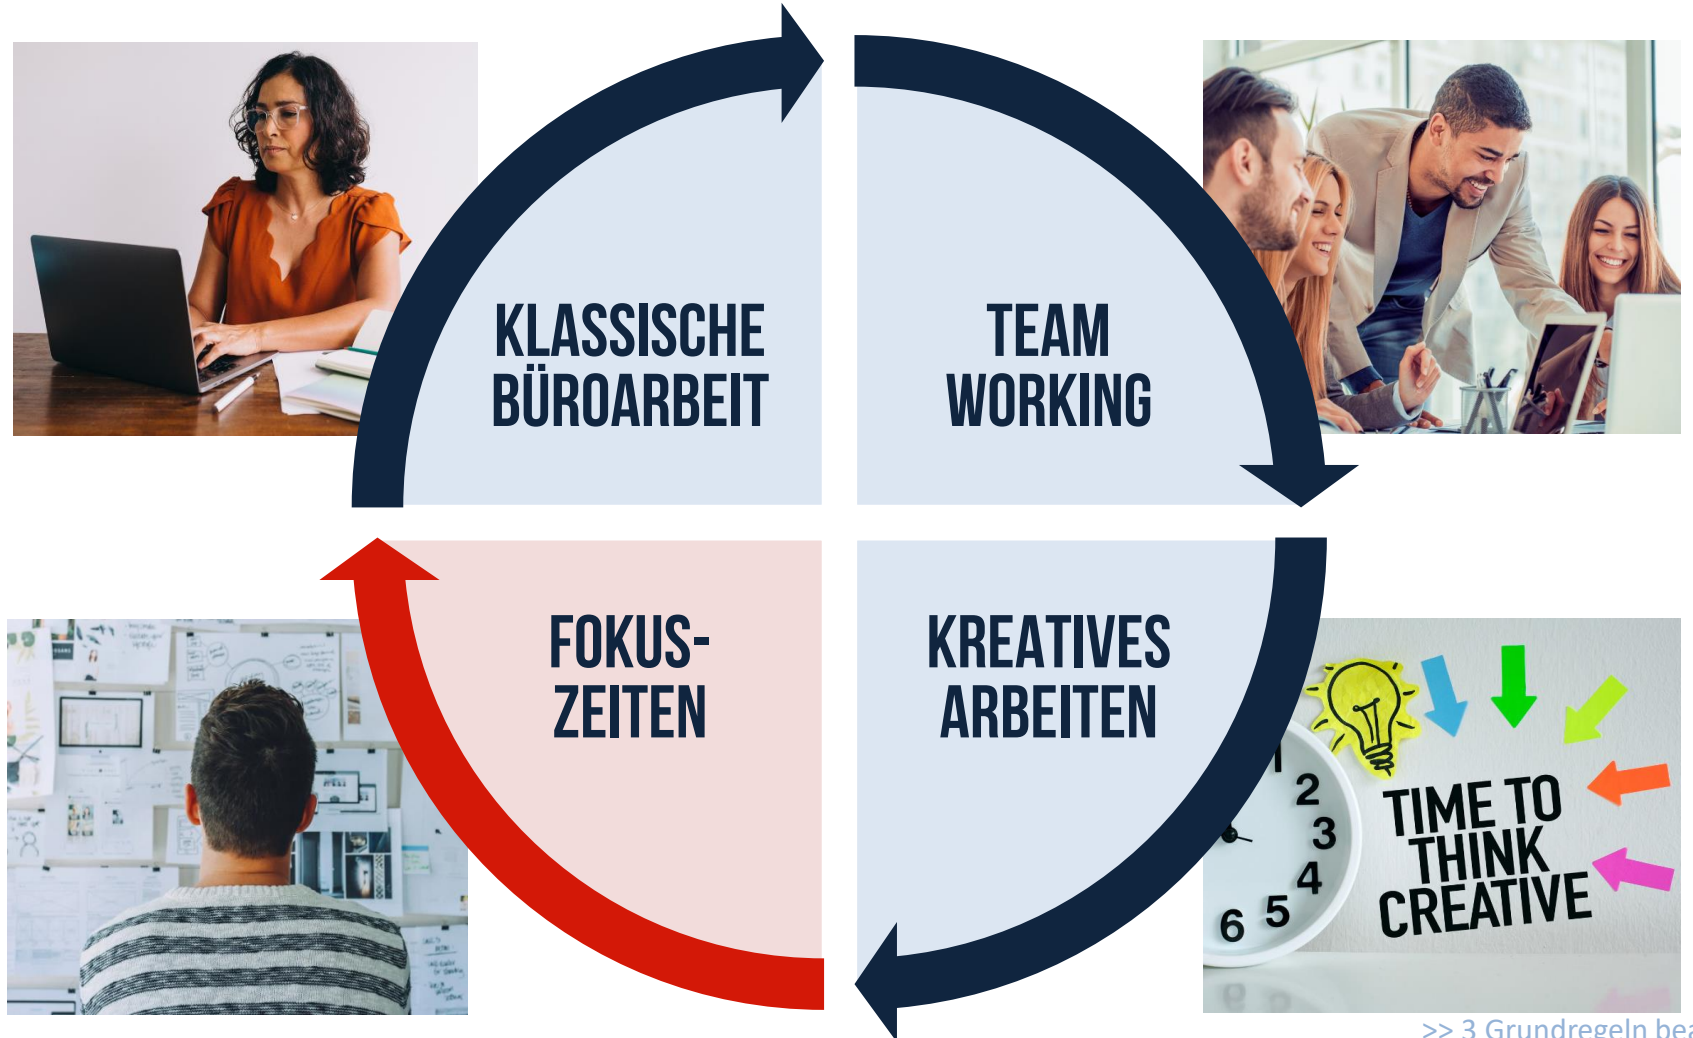 KLASSISCHE
BÜROARBEIT
TEAM
WORKING
FOKUS-
ZEITEN
KREATIVES
ARBEITEN
1
2
3
4
5
6
TIME TO
THINK
CREATIVE
>> 3 Grundregeln